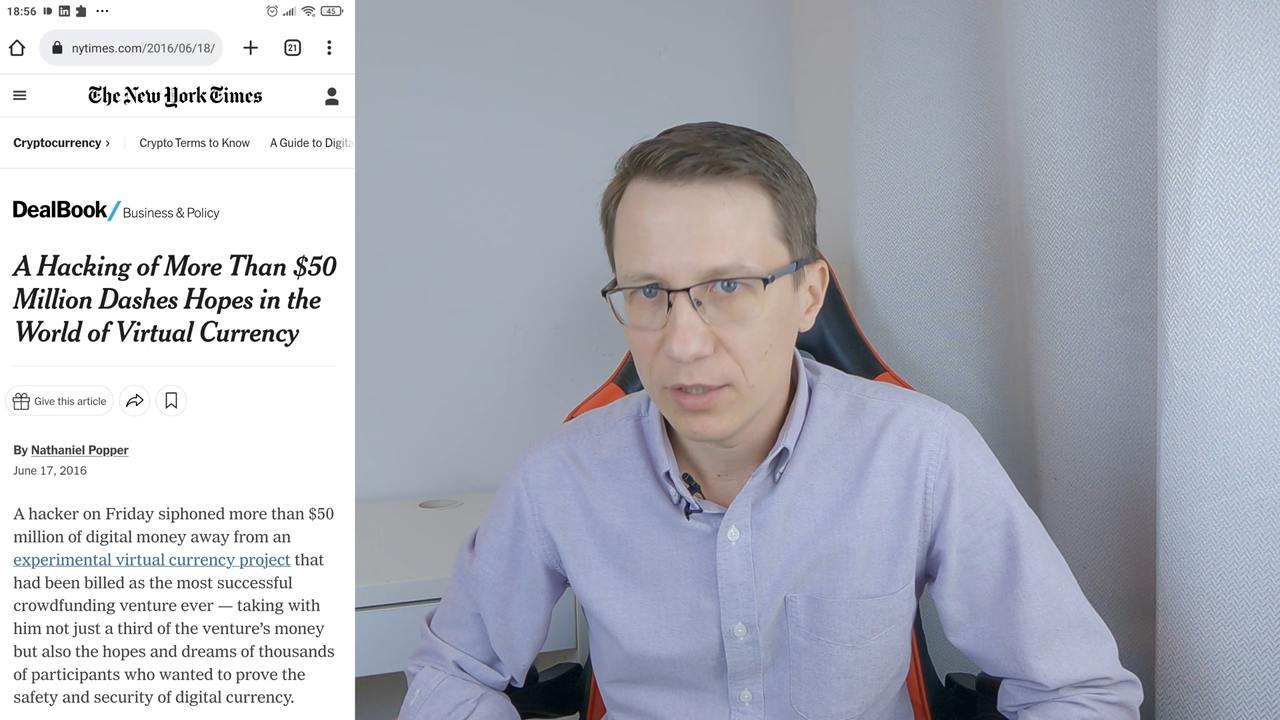 18:56
45
nytimes.com/2016/06/18/
21
The New York Times
Cryptocurrency › Crypto Terms to Know A Guide to Digita
DealBook/ Business & Policy
A Hacking of More Than $50
Million Dashes Hopes in the
World of Virtual Currency
Give this article
By Nathaniel Popper
June 17, 2016
A hacker on Friday siphoned more than $50
million of digital money away from an
experimental virtual currency project that
had been billed as the most successful
crowdfunding venture ever — taking with
him not just a third of the venture’s money
but also the hopes and dreams of thousands
of participants who wanted to prove the
safety and security of digital currency.